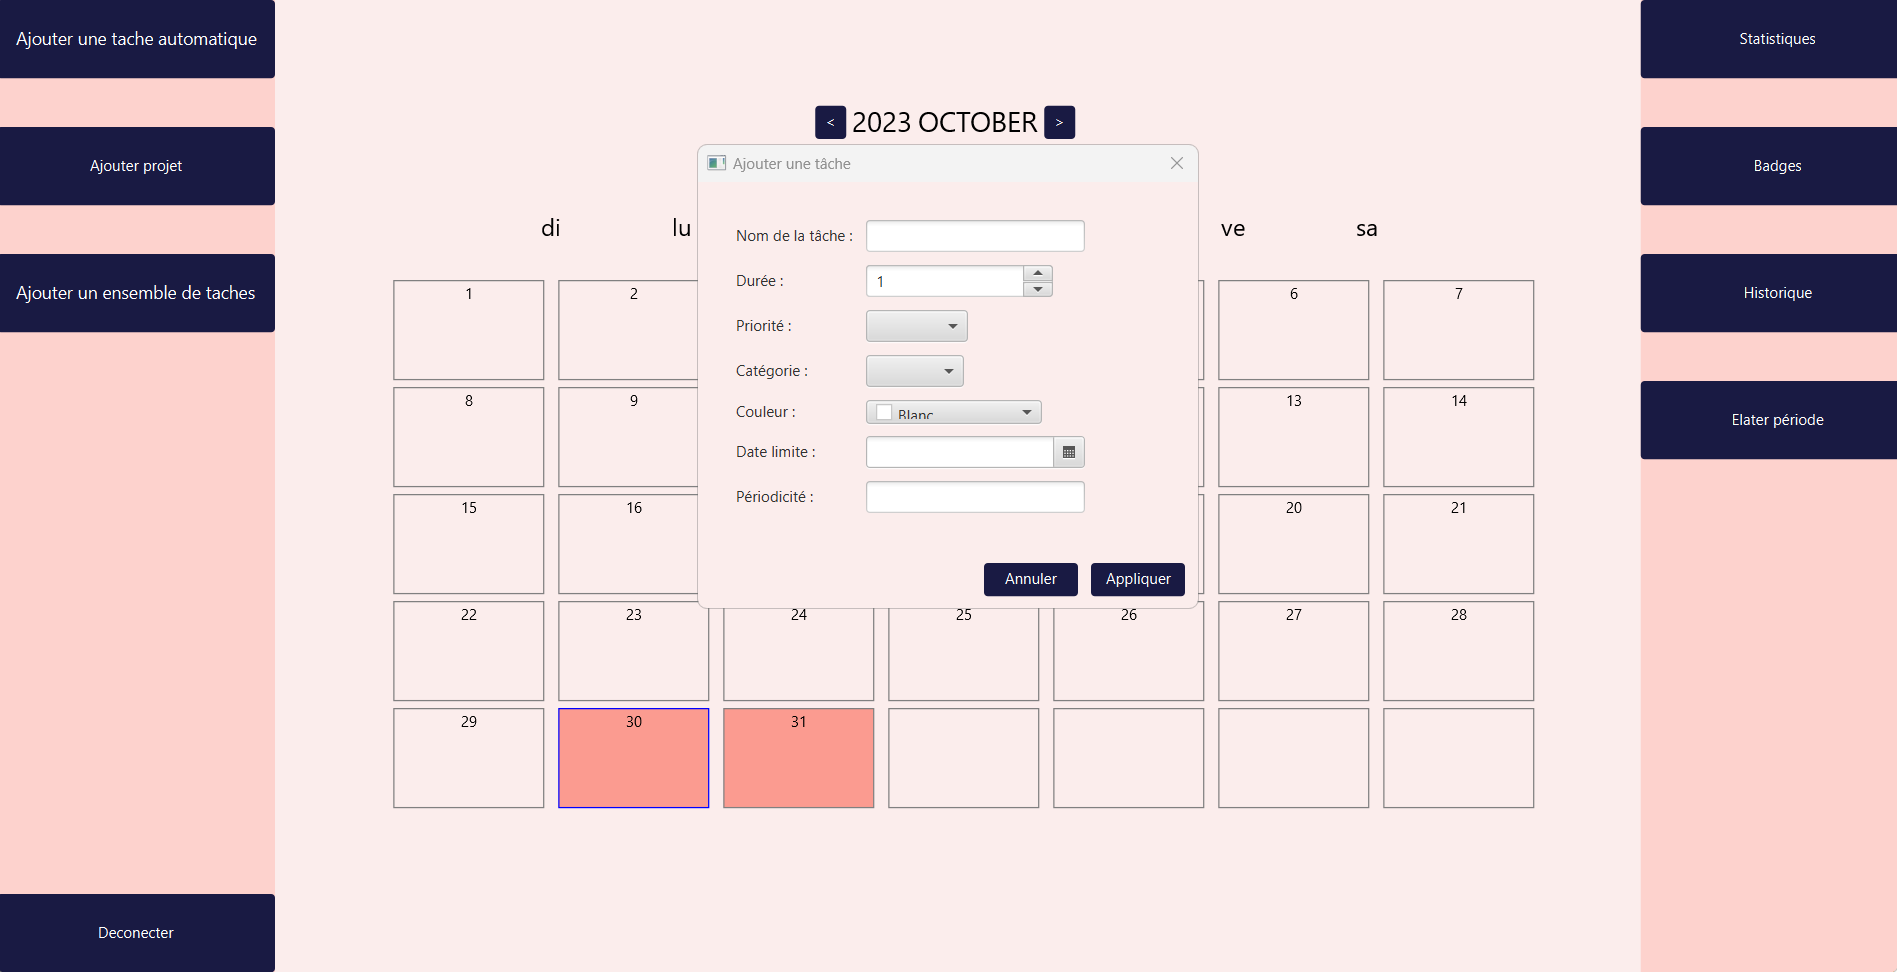 Ajouter une tache automatique
Ajouter projet
Ajouter un ensemble de taches
Deconecter
< 2023 OCTOBER >
di lu ve sa
1 2 6 7
8 9 13 14
15 16 20 21
22 23 24 25 26 27 28
29 30 31
Ajouter une tâche
Nom de la tâche :
Durée : 1
Priorité :
Catégorie :
Couleur : Blanc
Date limite :
Périodicité :
Annuler Appliquer
Statistiques
Badges
Historique
Elater période